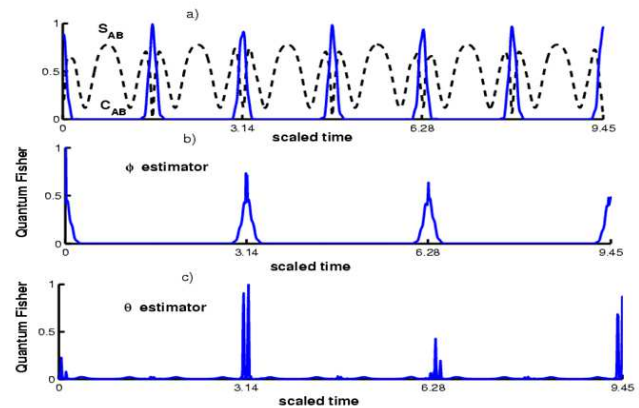 a)
S_AB
1
0.5
C_AB
0
0
3.14
6.28
9.45
scaled time
b)
Quantum Fisher
1
0.5
0
φ estimator
0
3.14
6.28
9.45
scaled time
c)
Quantum Fisher
1
0.5
0
θ estimator
0
3.14
6.28
9.45
scaled time